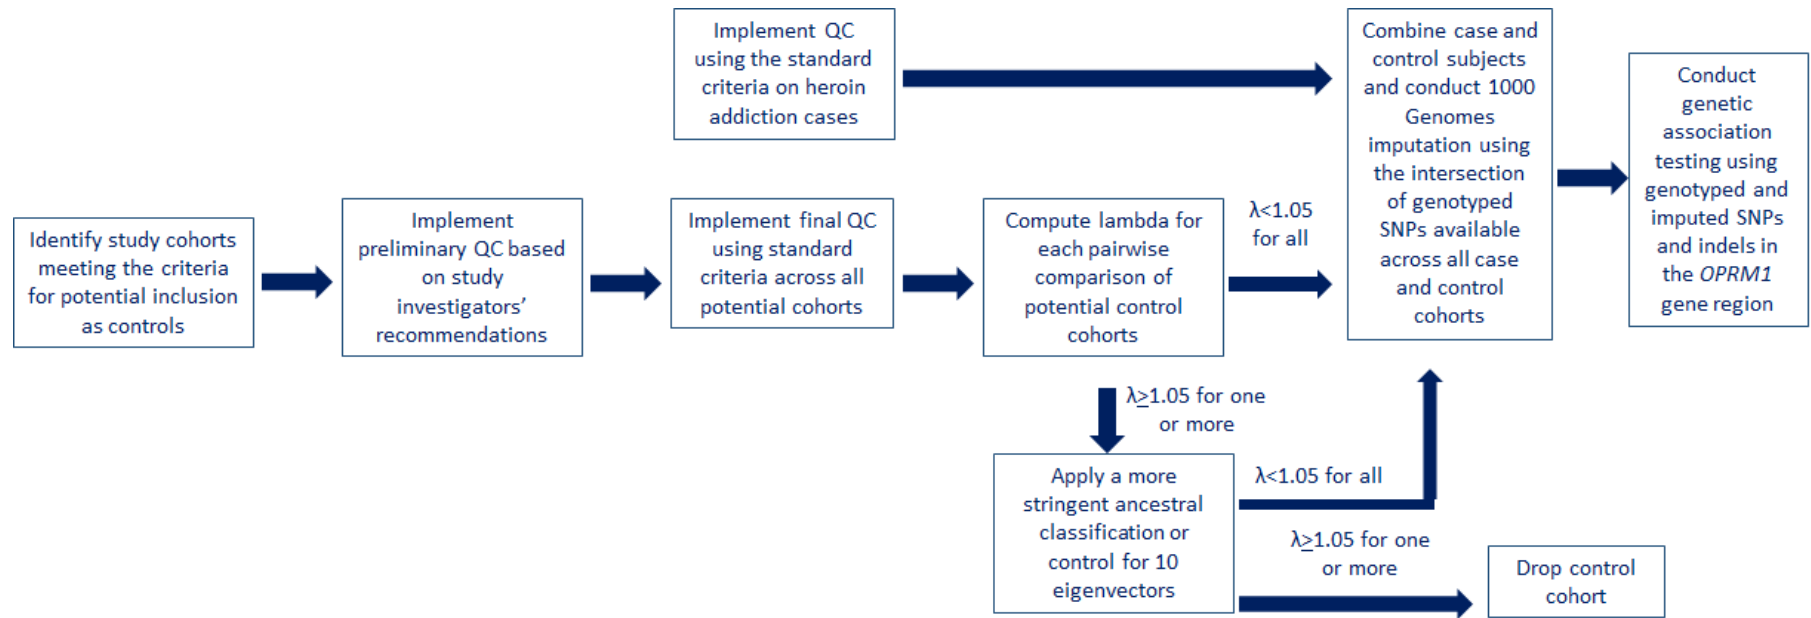 Implement QC
using the standard
criteria on heroin
addiction cases
Combine case and
control subjects
and conduct 1000
Genomes
imputation using
the intersection
of genotyped
SNPs available
across all case
and control
cohorts
Conduct
genetic
association
testing using
genotyped and
imputed SNPs
and indels in
the OPRM1
gene region
Identify study cohorts
meeting the criteria
for potential inclusion
as controls
Implement
preliminary QC based
on study
investigators’
recommendations
Implement final QC
using standard
criteria across all
potential cohorts
Compute lambda for
each pairwise
comparison of
potential control
cohorts
λ<1.05
for all
λ≥1.05 for one
or more
Apply a more
stringent ancestral
classification or
control for 10
eigenvectors
λ<1.05 for all
λ≥1.05 for one
or more
Drop control
cohort